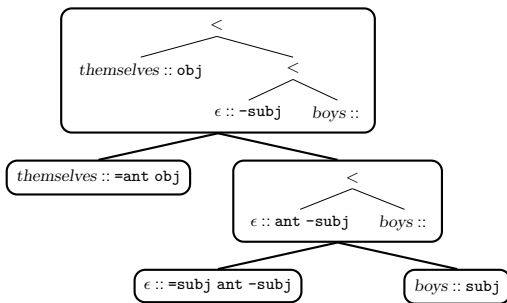 <
themselves :: obj <
ϵ :: -subj boys ::
themselves :: =ant obj
<
ϵ :: ant -subj boys ::
ϵ :: =subj ant -subj boys :: subj